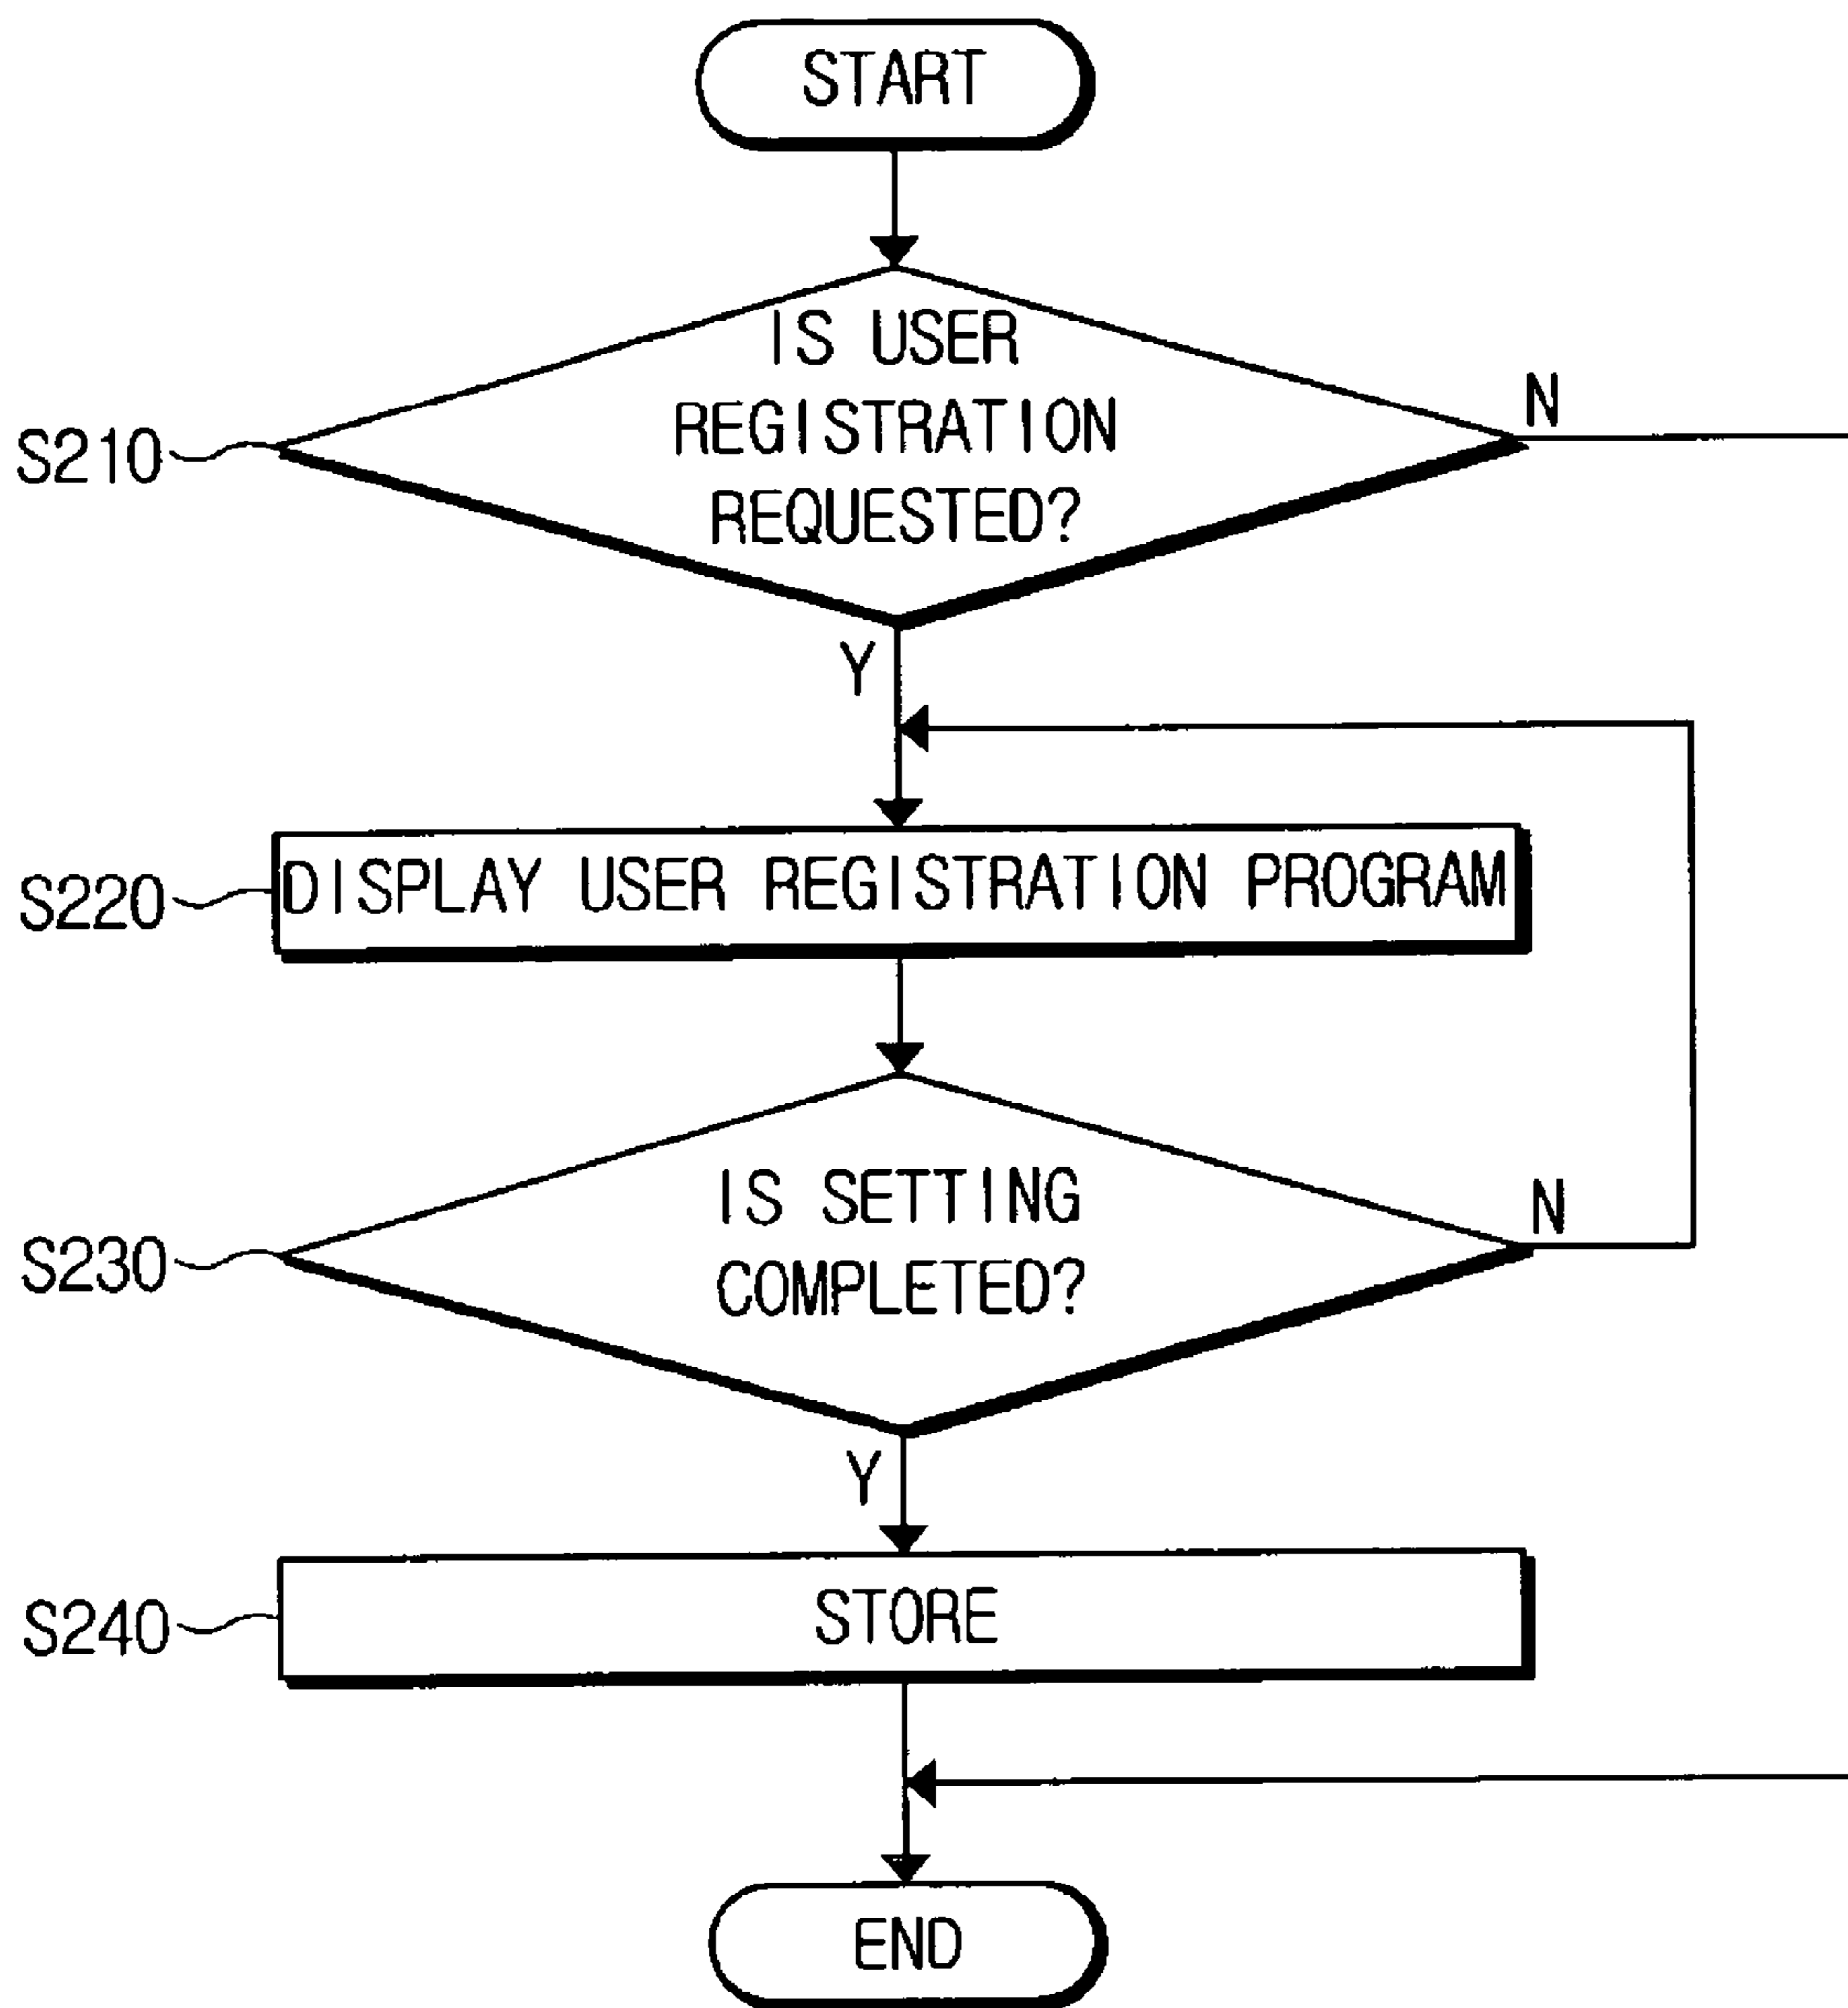 START
IS USER
REGISTRATION
REQUESTED?
N
S210
Y
S220
DISPLAY USER REGISTRATION PROGRAM
IS SETTING
COMPLETED?
N
S230
Y
S240
STORE
END